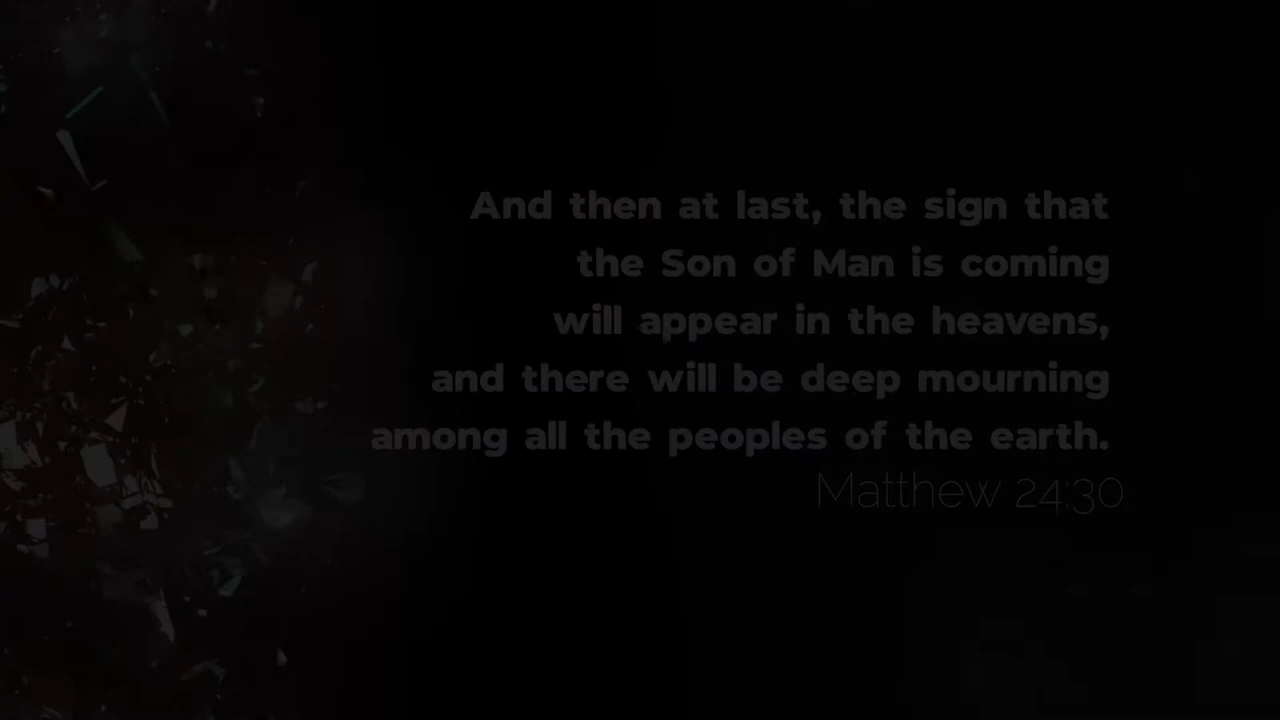 And then at last, the sign that
the Son of Man is coming
will appear in the heavens,
and there will be deep mourning
among all the peoples of the earth.
Matthew 24:30